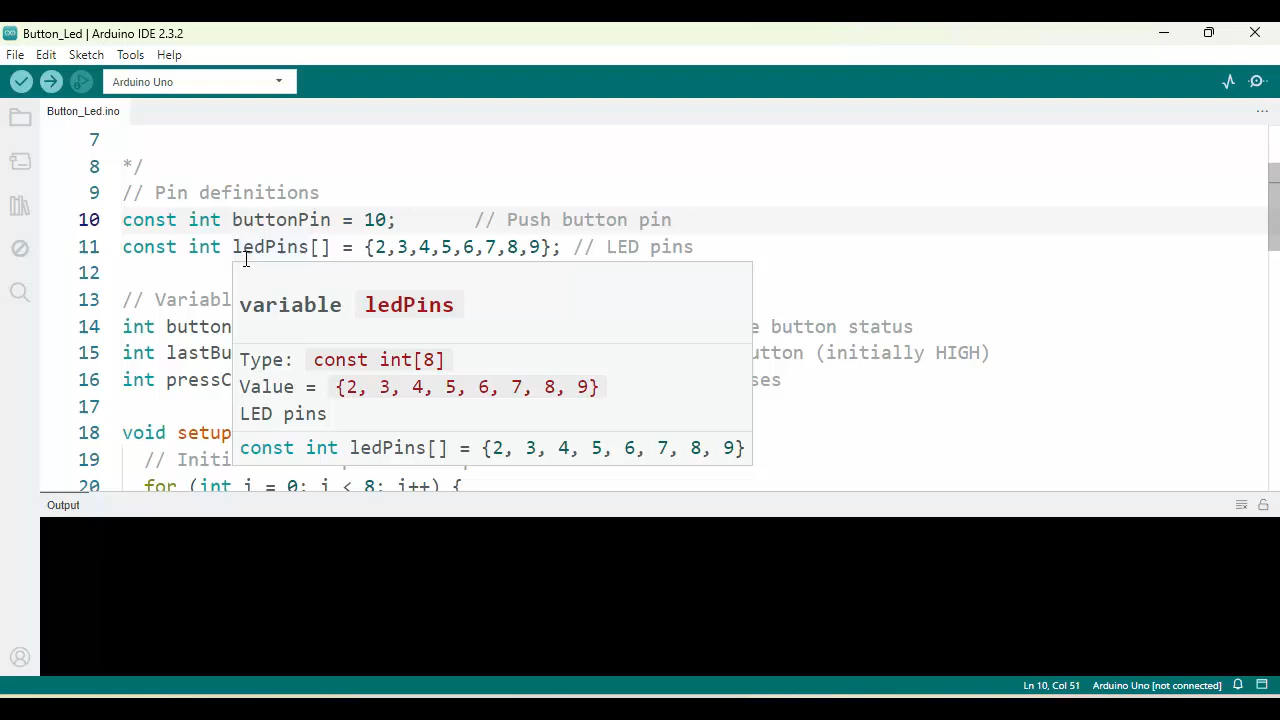 Button_Led | Arduino IDE 2.3.2
File Edit Sketch Tools Help
Arduino Uno
Button_Led.ino
7
8 */
9 // Pin definitions
10 const int buttonPin = 10; // Push button pin
11 const int ledPins[] = {2,3,4,5,6,7,8,9}; // LED pins
12
variable ledPins
13 // Variabl
14 int button e button status
15 int lastBu utton (initially HIGH)
16 int pressC ses
17
18 void setup
19 // Initi
20 for (int i = 0; i < 8; i++) {
Type: const int[8]
Value = {2, 3, 4, 5, 6, 7, 8, 9}
LED pins
const int ledPins[] = {2, 3, 4, 5, 6, 7, 8, 9}
Output
Ln 10, Col 51 Arduino Uno [not connected]